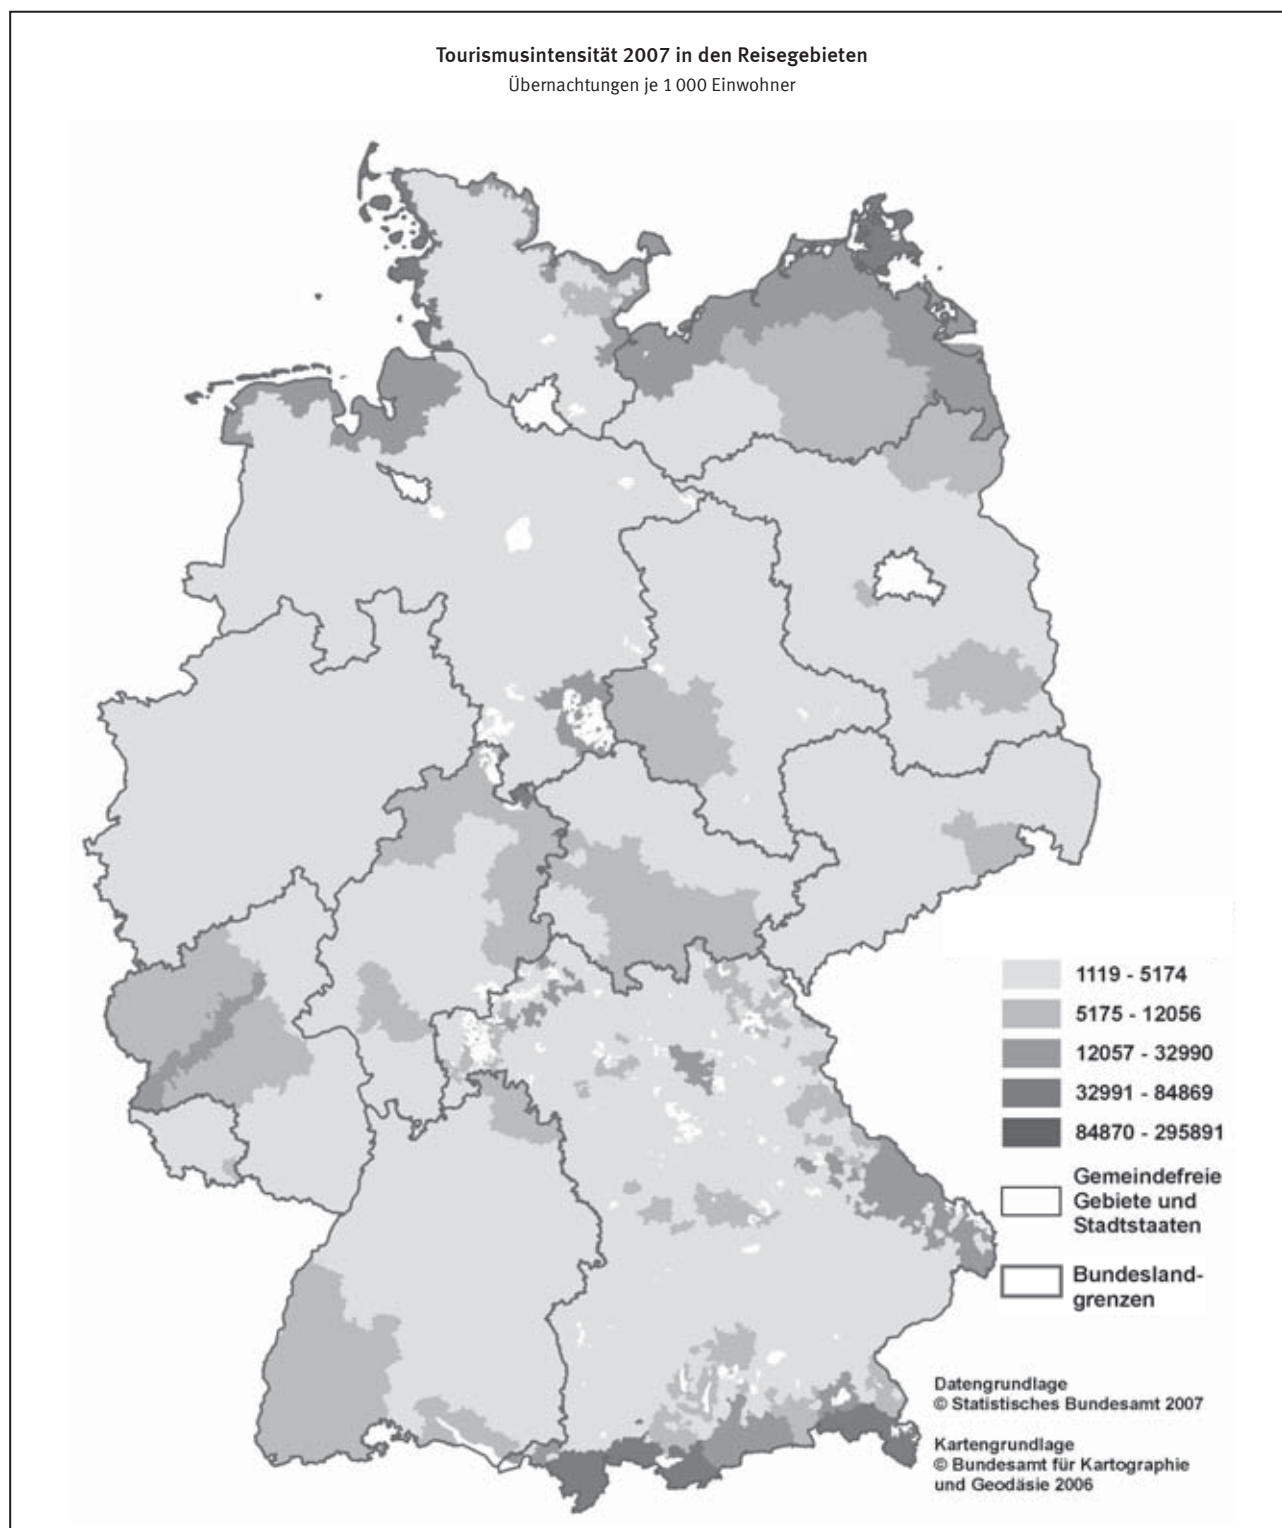 Tourismusintensität 2007 in den Reisegebieten
Übernachtungen je 1 000 Einwohner
1119 - 5174
5175 - 12056
12057 - 32990
32991 - 84869
84870 - 295891
Gemeindefreie
Gebiete und
Stadtstaaten
Bundesland-
grenzen
Datengrundlage
© Statistisches Bundesamt 2007
Kartengrundlage
© Bundesamt für Kartographie
und Geodäsie 2006